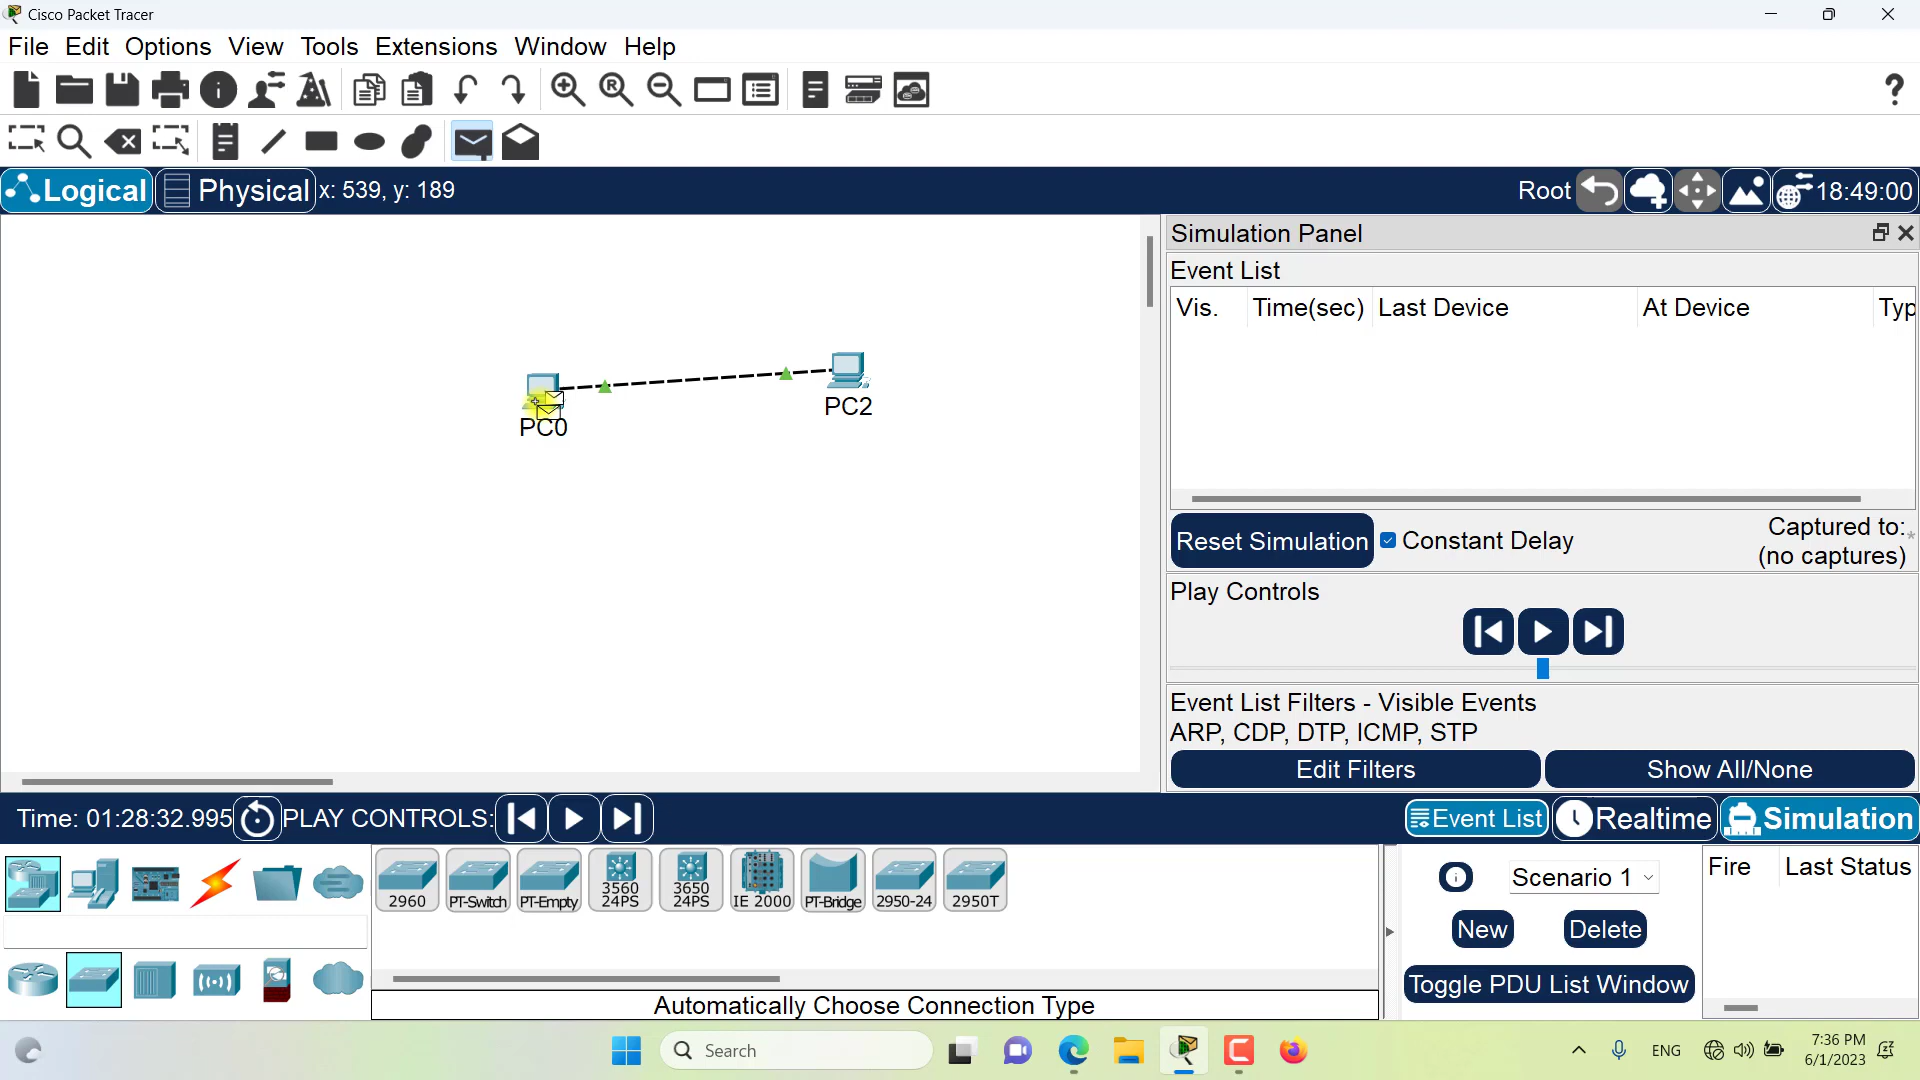 Cisco Packet Tracer
File Edit Options View Tools Extensions Window Help
Logical Physical x: 539, y: 189 Root 18:49:00
Simulation Panel
Event List
Vis. Time(sec) Last Device At Device Typ
PC0
PC2
Reset Simulation Constant Delay Captured to:*
(no captures)
Play Controls
Event List Filters - Visible Events
ARP, CDP, DTP, ICMP, STP
Edit Filters Show All/None
Time: 01:28:32.995 PLAY CONTROLS: Event List Realtime Simulation
2960 PT-Switch PT-Empty 3560 24PS 3650 24PS IE 2000 PT-Bridge 2950-24 2950T
Scenario 1
Fire Last Status
New Delete
Toggle PDU List Window
Automatically Choose Connection Type
Search
ENG
7:36 PM
6/1/2023